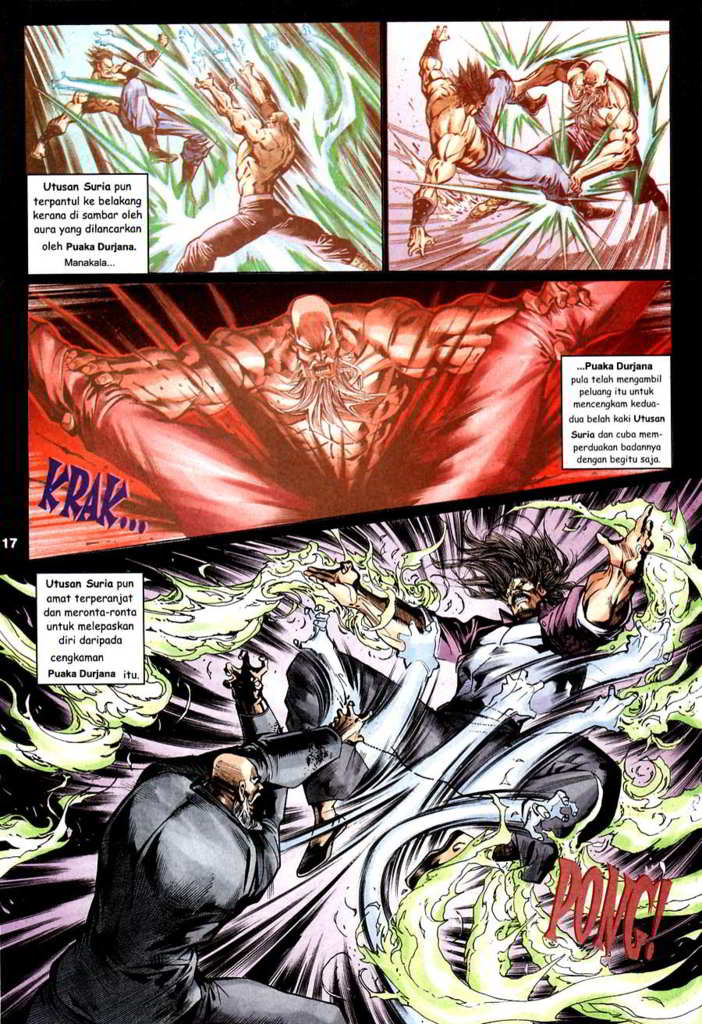 Utusan Suria pun
terpantul ke belakang
kerana di sambar oleh
aura yang dilancarkan
oleh Puaka Durjana.
Manakala...
...Puaka Durjana
pula telah mengambil
peluang itu untuk
mencengkam kedua-
dua belah kaki Utusan
Suria dan cuba mem-
perduakan badannya
dengan begitu saja.
KRAK...
17
Utusan Suria pun
amat terperanjat
dan meronta-ronta
untuk melepaskan
diri daripada
cengkaman
Puaka Durjana itu.
PONG!